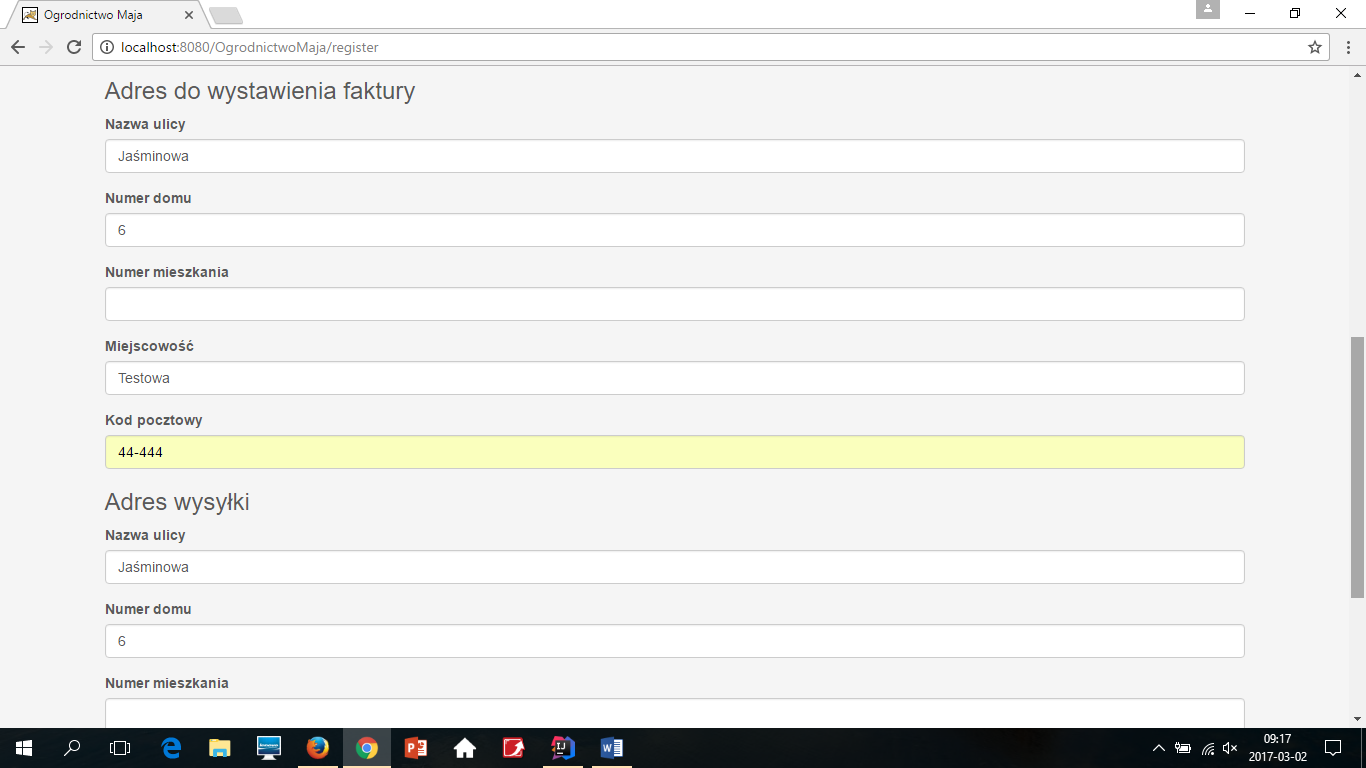 Ogrodnictwo Maja
localhost:8080/OgrodnictwoMaja/register
Adres do wystawienia faktury
Nazwa ulicy
Jaśminowa
Numer domu
6
Numer mieszkania
Miejscowość
Testowa
Kod pocztowy
44-444
Adres wysyłki
Nazwa ulicy
Jaśminowa
Numer domu
6
Numer mieszkania
09:17
2017-03-02